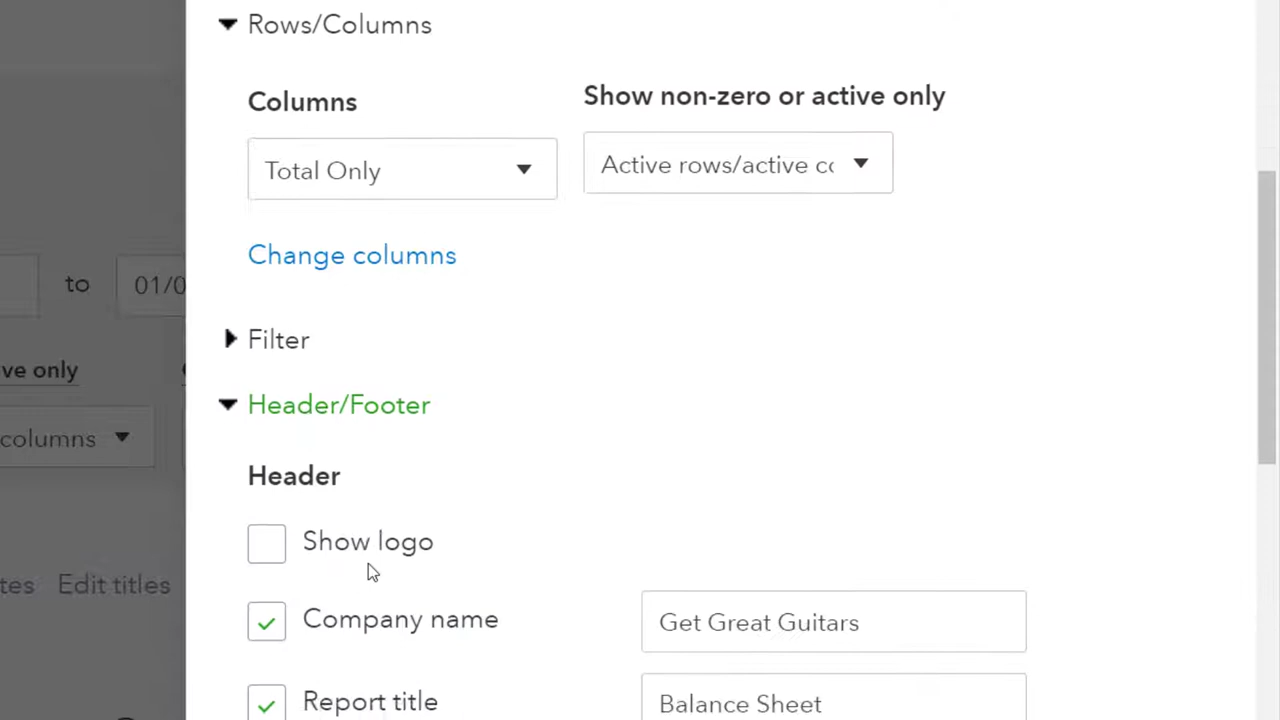 Rows/Columns
Columns
Show non-zero or active only
Total Only
Active rows/active co
Change columns
to
01/0
Filter
ve only
Header/Footer
columns
Header
Show logo
tes
Edit titles
Company name
Get Great Guitars
Report title
Balance Sheet